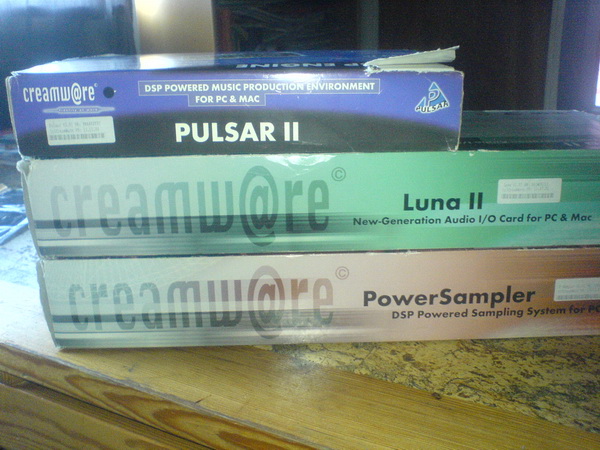 P ENGINE
creamw@re
DSP POWERED MUSIC PRODUCTION ENVIRONMENT
FOR PC & MAC
PULSAR
PULSAR II
creamw@re©
Luna II
New-Generation Audio I/O Card for PC & Mac
creamw@re©
PowerSampler
DSP Powered Sampling System for PC